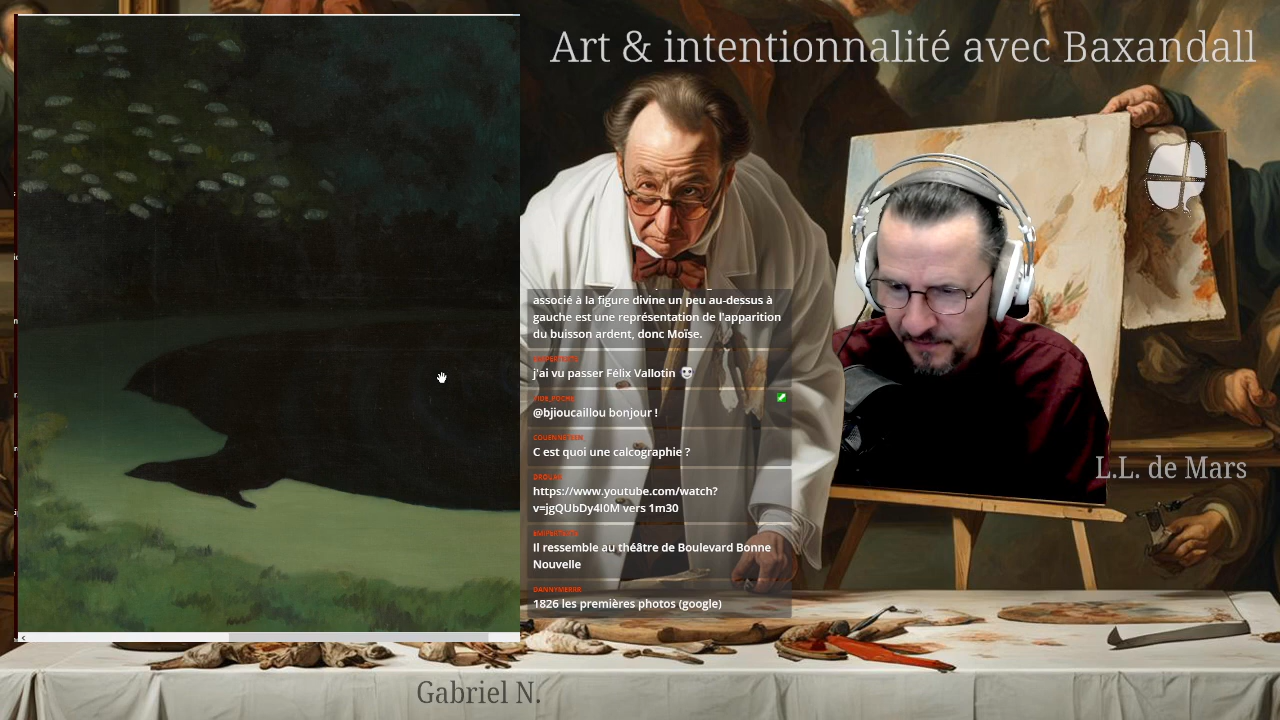 Art & intentionnalité avec Baxandall
associé à la figure divine un peu au-dessus à
gauche est une représentation de l'apparition
du buisson ardent, donc Moïse.
j'ai vu passer Félix Vallotin
@bjioucaillou bonjour !
C est quoi une calcographie ?
https://www.youtube.com/watch?
v=jgQUbDy4I0M vers 1m30
Il ressemble au théâtre de Boulevard Bonne
Nouvelle
DANNYMERRE
1826 les premières photos (google)
L.L. de Mars
Gabriel N.